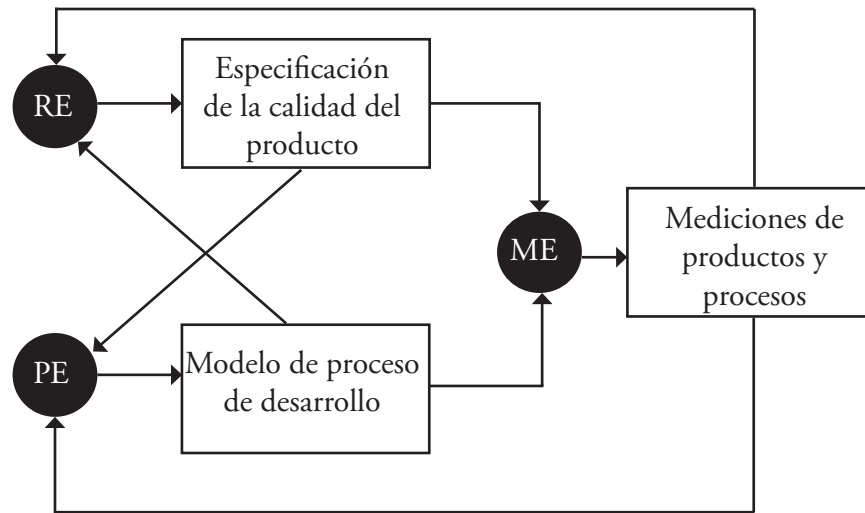 RE
Especificación
de la calidad del
producto
ME
Mediciones de
productos y
procesos
PE
Modelo de proceso
de desarrollo